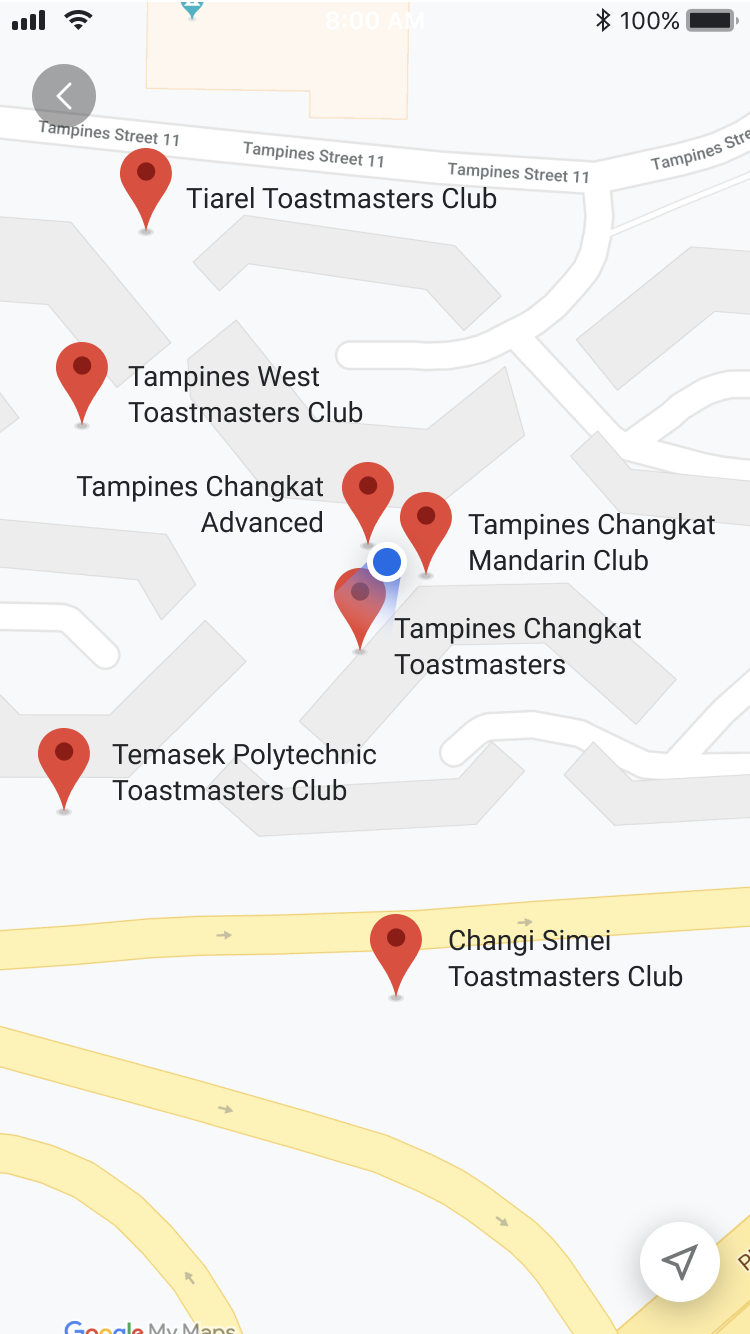 8:00 AM
100%
Tampines Street 11
Tampines Street 11
Tampines Street 11
Tampines Stre
Tiarel Toastmasters Club
Tampines West
Toastmasters Club
Tampines Changkat
Advanced
Tampines Changkat
Mandarin Club
Tampines Changkat
Toastmasters
Temasek Polytechnic
Toastmasters Club
Changi Simei
Toastmasters Club
Google My Maps